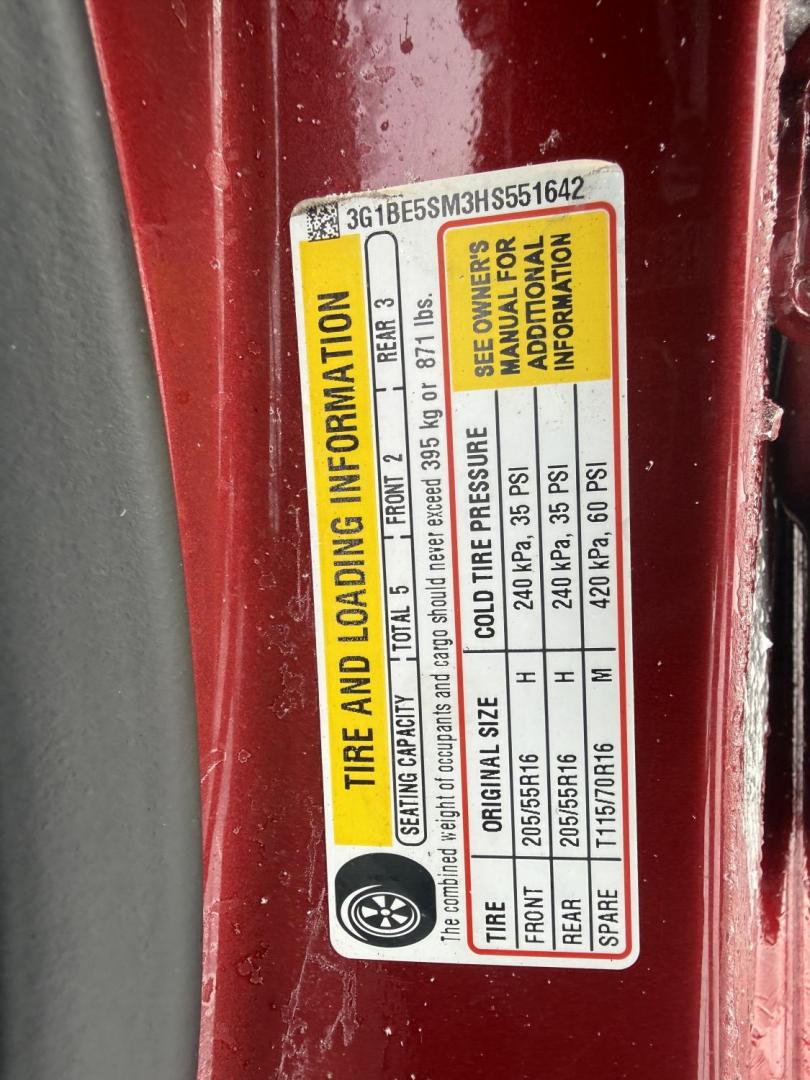 3G1BE5SM3HS551642
TIRE AND LOADING INFORMATION
SEATING CAPACITY TOTAL 5 FRONT 2 REAR 3
The combined weight of occupants and cargo should never exceed 395 kg or 871 lbs.
TIRE ORIGINAL SIZE COLD TIRE PRESSURE
FRONT 205/55R16 H 240 kPa, 35 PSI
REAR 205/55R16 H 240 kPa, 35 PSI
SPARE T115/70R16 M 420 kPa, 60 PSI
SEE OWNER'S
MANUAL FOR
ADDITIONAL
INFORMATION